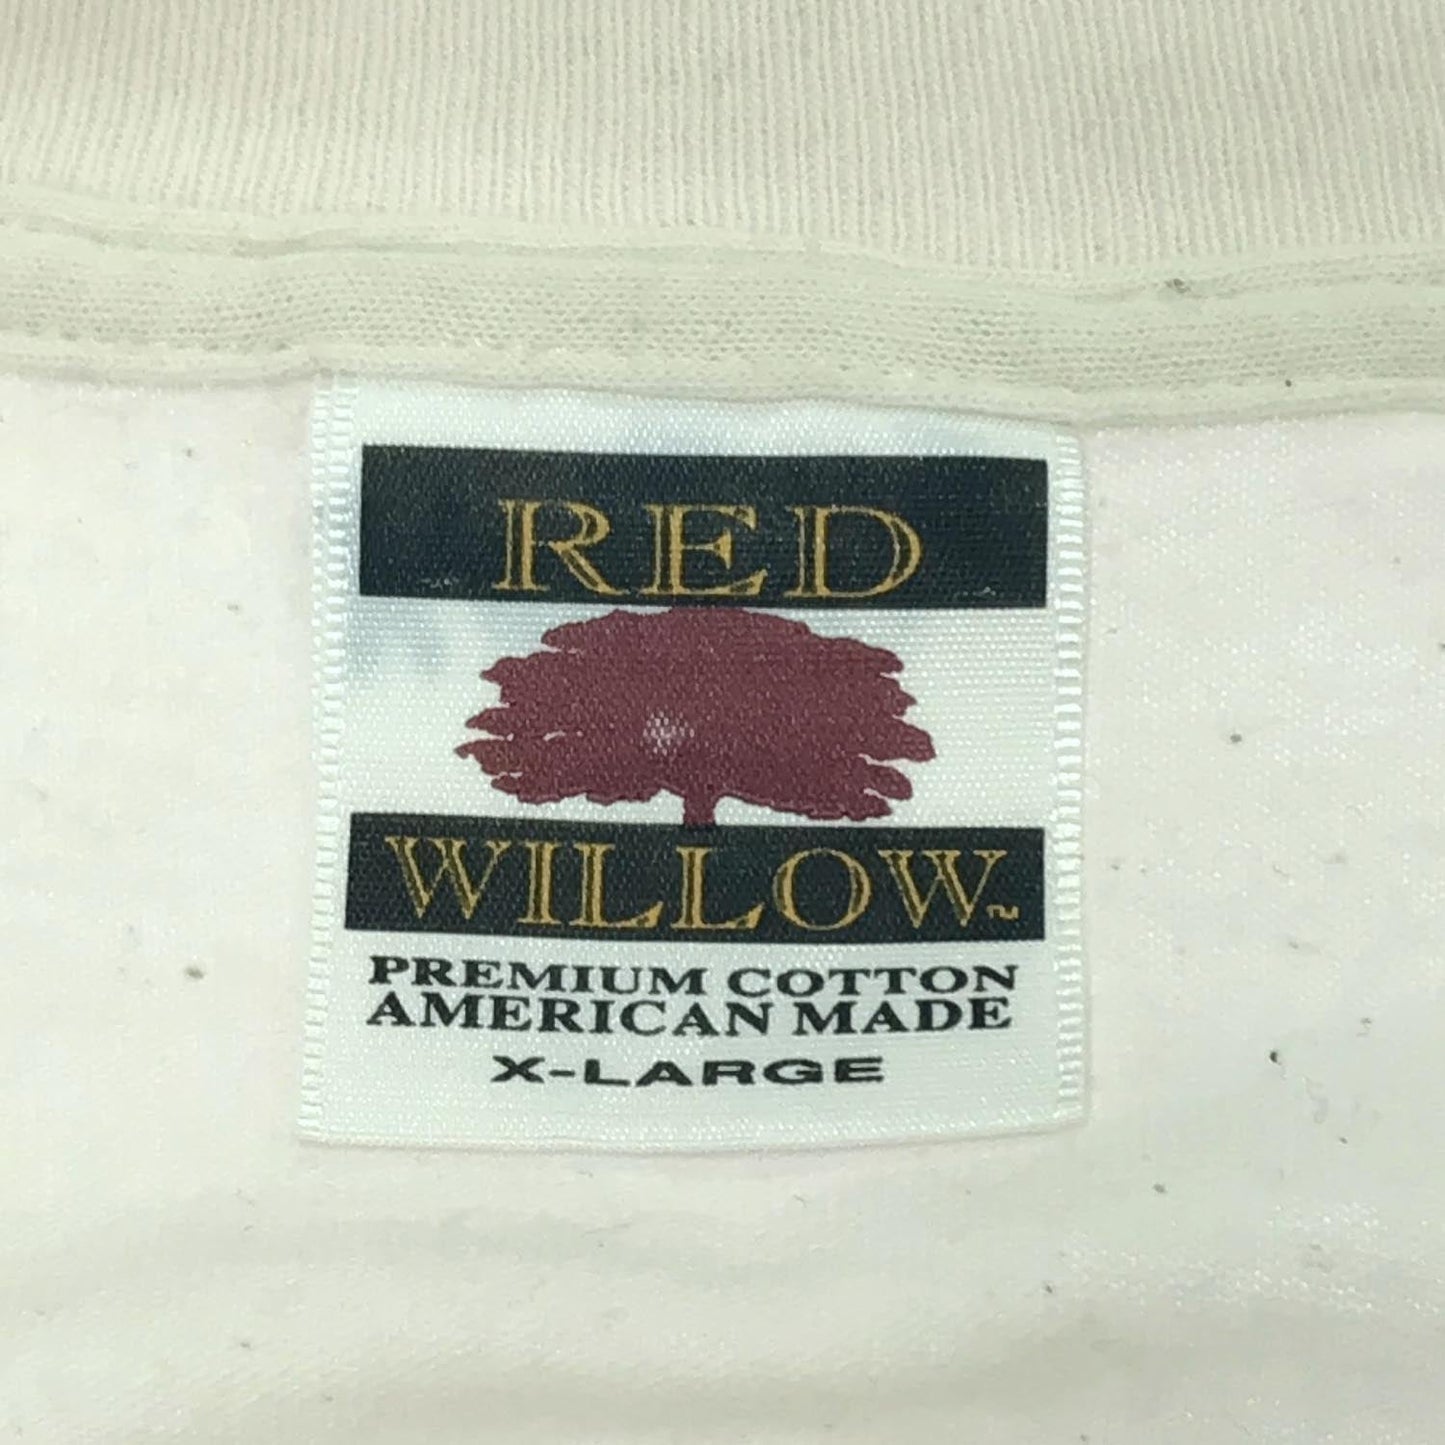 RED
WILLOW™
PREMIUM COTTON
AMERICAN MADE
X-LARGE